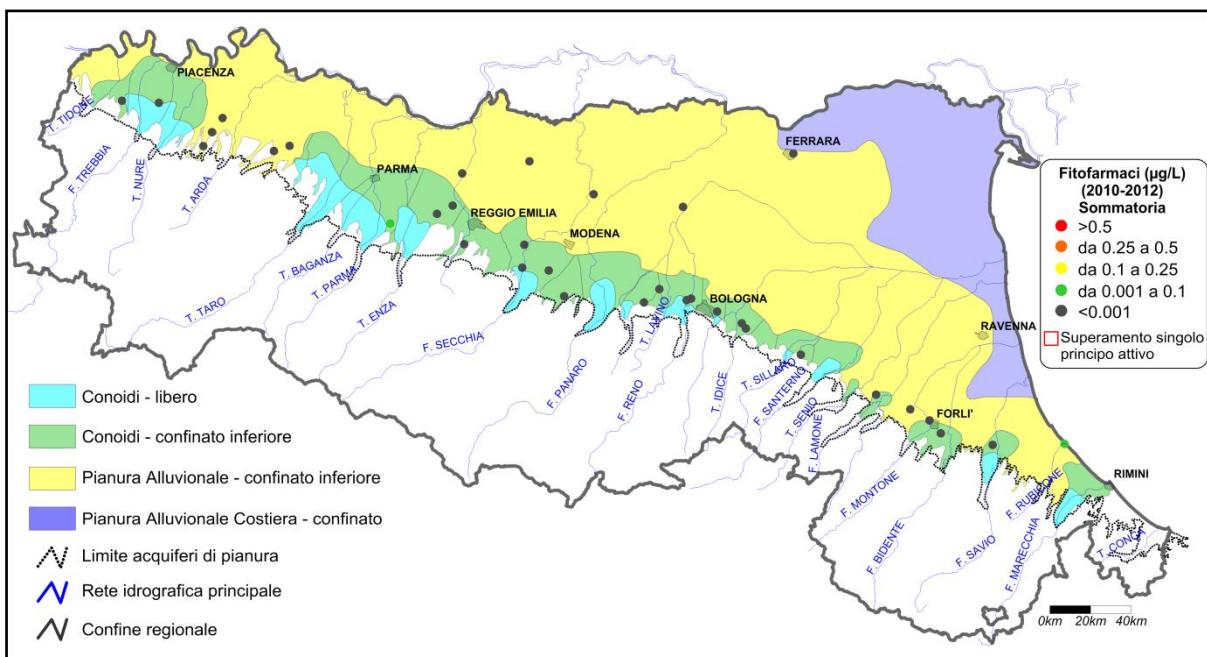 PIACENZA
T. TIDONE
F. TREBBIA
T. NURE
T. ARDA
PARMA
FERRARA
REGGIO EMILIA
MODENA
T. BAGANZA
T. PARMA
T. TARO
T. ENZA
F. SECCHIA
BOLOGNA
T. LAVINO
F. PANARO
F. RENO
T. IDICE
T. SILLARO
F. SANTERNO
T. SENIO
F. LAMONE
RAVENNA
FORLI'
F. MONTONE
F. BIDENTE
F. SAVIO
F. RUBICONE
F. MARECCHIA
RIMINI
T. CONCA
Fitofarmaci (µg/L)
(2010-2012)
Sommatoria
>0.5
da 0.25 a 0.5
da 0.1 a 0.25
da 0.001 a 0.1
<0.001
Superamento singolo
principo attivo
Conoidi - libero
Conoidi - confinato inferiore
Pianura Alluvionale - confinato inferiore
Pianura Alluvionale Costiera - confinato
Limite acquiferi di pianura
Rete idrografica principale
Confine regionale
0km 20km 40km